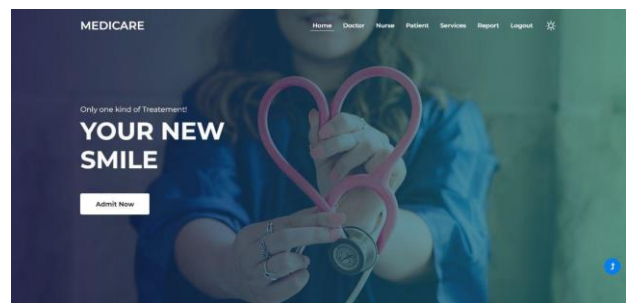 MEDICARE
Home Doctor Nurse Patient Services Report Logout
Only one kind of Treatement!
YOUR NEW
SMILE
Admit Now